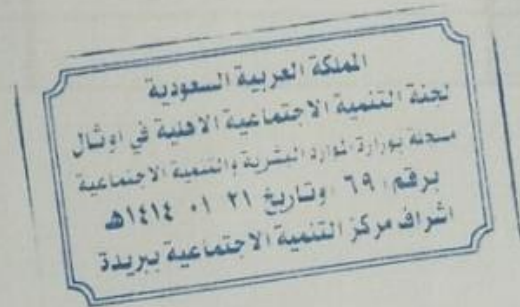 المملكة العربية السعودية
لجنة التنمية الاجتماعية الاهلية في اوثال
مسجلة بوزارة الموارد البشرية والتنمية الاجتماعية
برقم ٦٩ وتاريخ ٢١ ٠١ ١٤١٤هـ
اشراف مركز التنمية الاجتماعية ببريدة